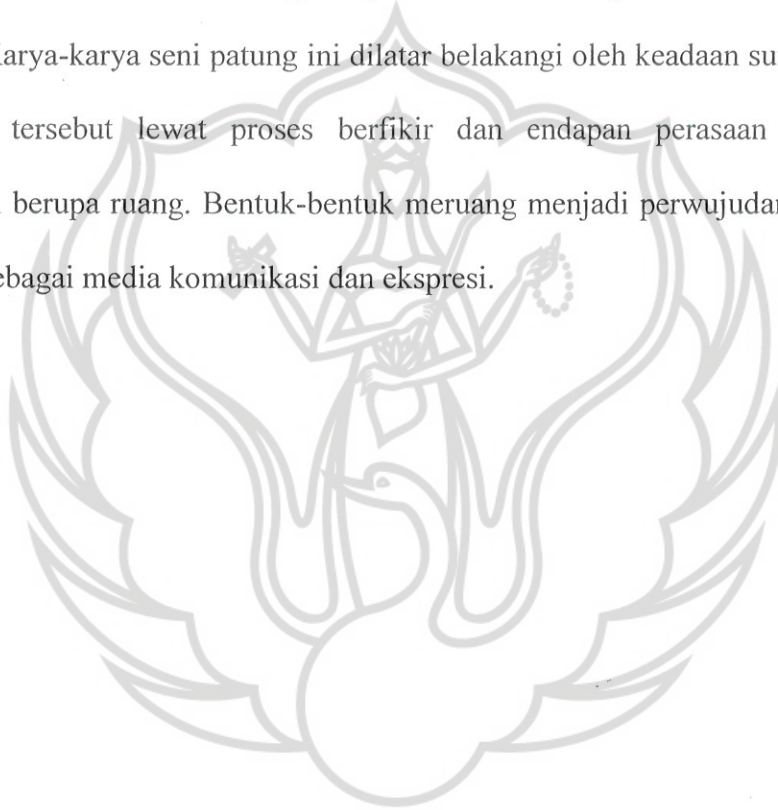 arya-karya seni patung ini dilatar belakangi oleh keadaan su
tersebut lewat proses berfikir dan endapan perasaan
berupa ruang. Bentuk-bentuk meruang menjadi perwujudan
ebagai media komunikasi dan ekspresi.